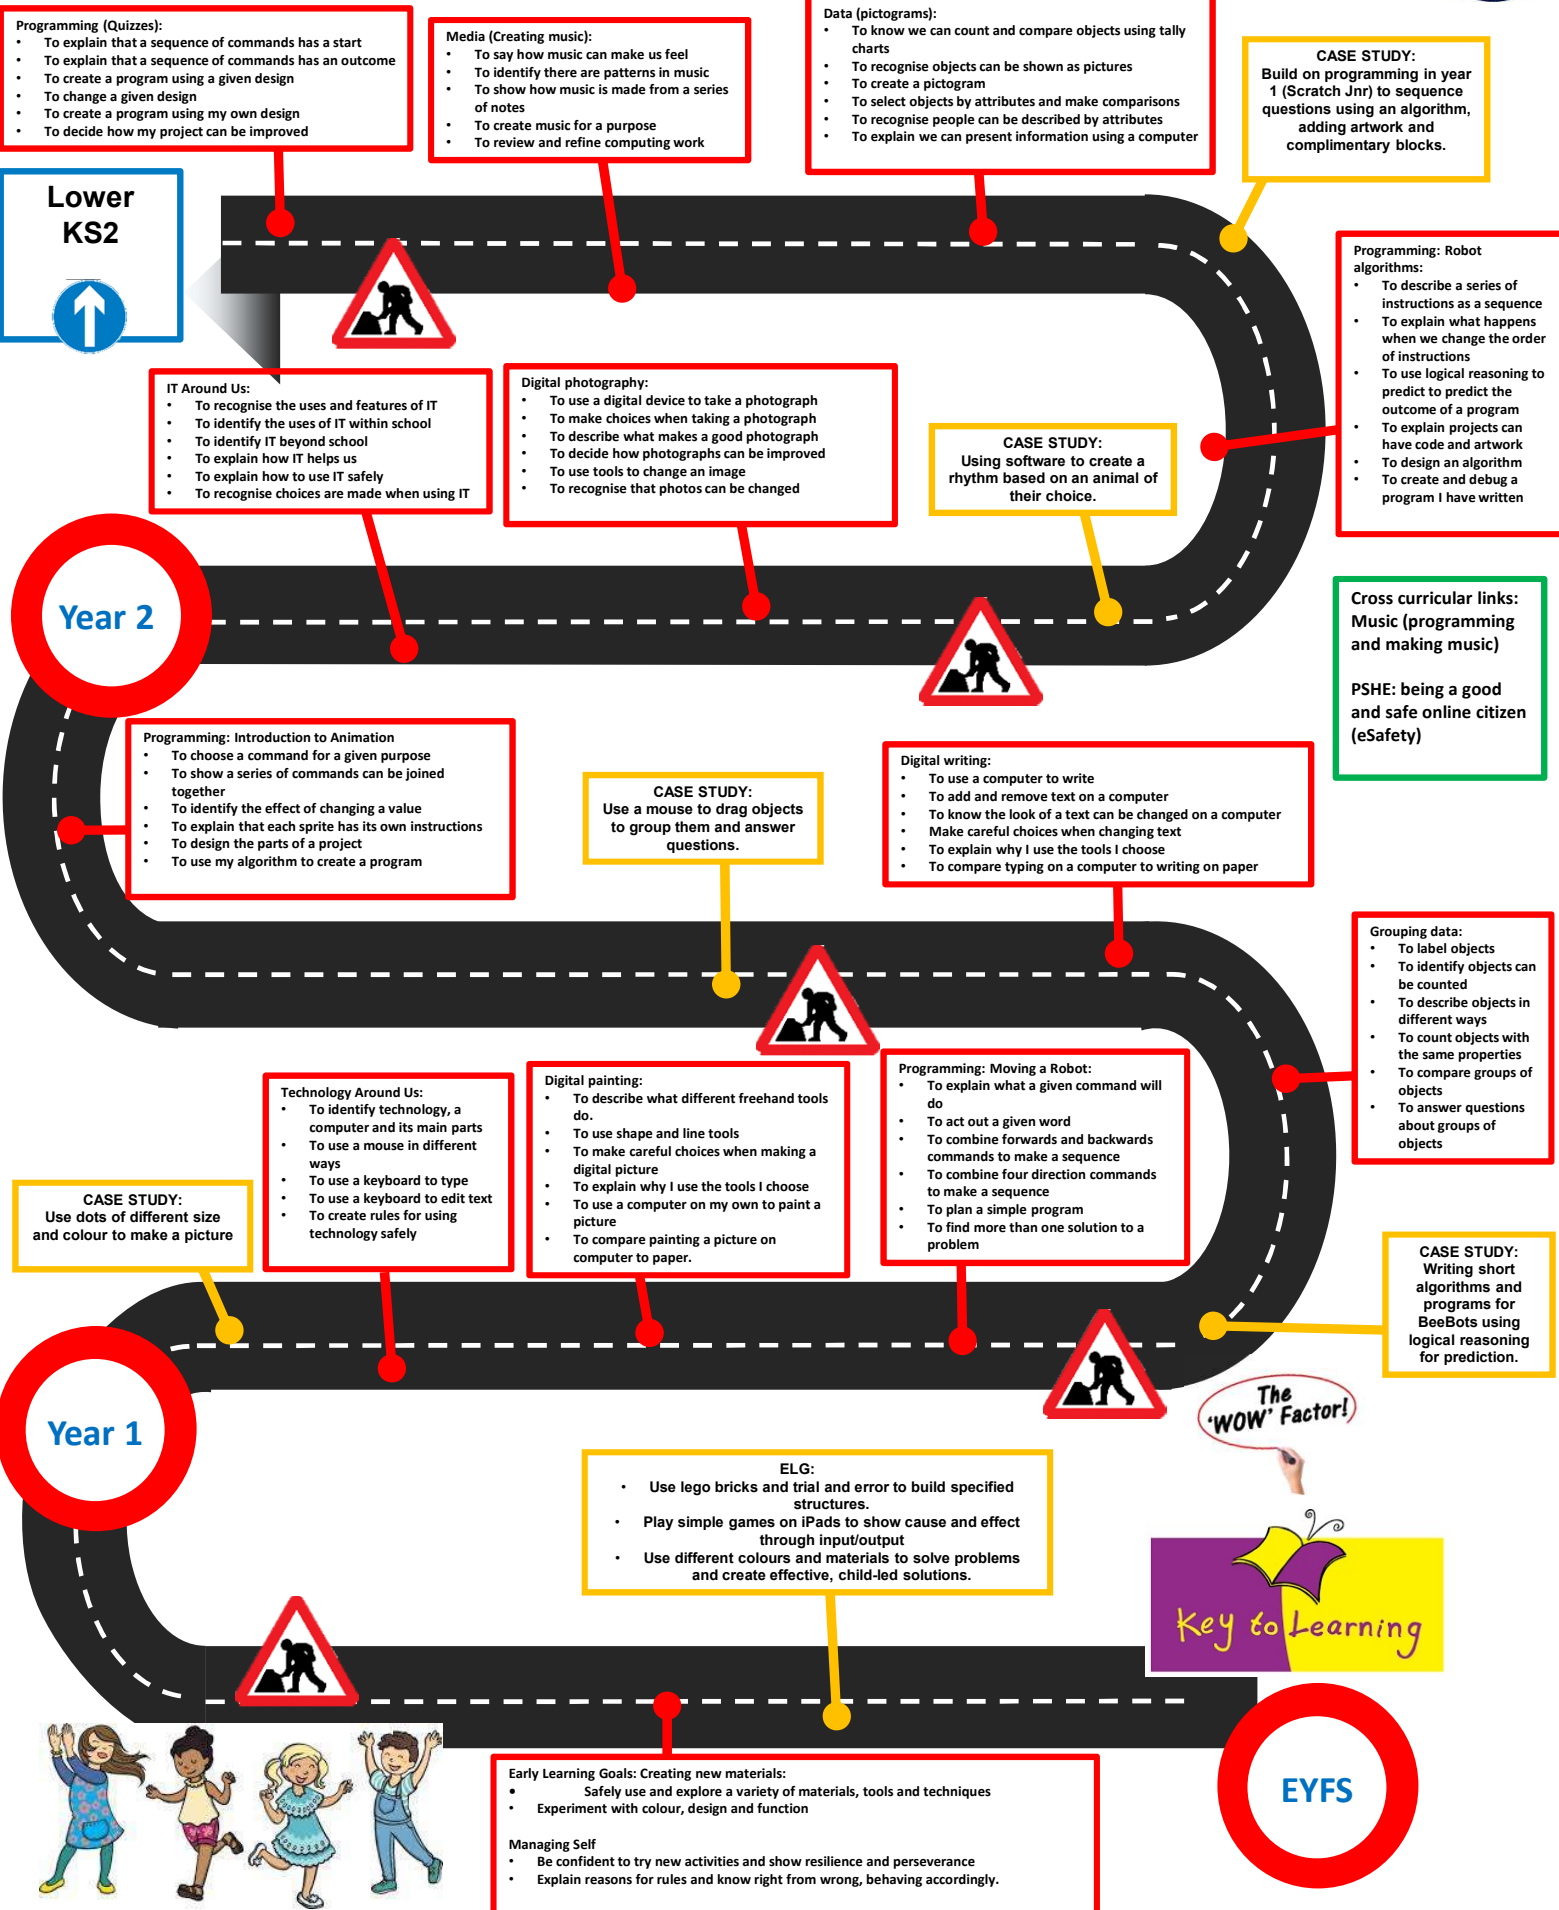 Programming (Quizzes):
• To explain that a sequence of commands has a start
• To explain that a sequence of commands has an outcome
• To create a program using a given design
• To change a given design
• To create a program using my own design
• To decide how my project can be improved
Media (Creating music):
• To say how music can make us feel
• To identify there are patterns in music
• To show how music is made from a series
of notes
• To create music for a purpose
• To review and refine computing work
Data (pictograms):
• To know we can count and compare objects using tally
charts
• To recognise objects can be shown as pictures
• To create a pictogram
• To select objects by attributes and make comparisons
• To recognise people can be described by attributes
• To explain we can present information using a computer
CASE STUDY:
Build on programming in year
1 (Scratch Jnr) to sequence
questions using an algorithm,
adding artwork and
complimentary blocks.
Lower
KS2
Programming: Robot
algorithms:
• To describe a series of
instructions as a sequence
• To explain what happens
when we change the order
of instructions
• To use logical reasoning to
predict to predict the
outcome of a program
• To explain projects can
have code and artwork
• To design an algorithm
• To create and debug a
program I have written
IT Around Us:
• To recognise the uses and features of IT
• To identify the uses of IT within school
• To identify IT beyond school
• To explain how IT helps us
• To explain how to use IT safely
• To recognise choices are made when using IT
Digital photography:
• To use a digital device to take a photograph
• To make choices when taking a photograph
• To describe what makes a good photograph
• To decide how photographs can be improved
• To use tools to change an image
• To recognise that photos can be changed
CASE STUDY:
Using software to create a
rhythm based on an animal of
their choice.
Year 2
Cross curricular links:
Music (programming
and making music)
PSHE: being a good
and safe online citizen
(eSafety)
Programming: Introduction to Animation
• To choose a command for a given purpose
• To show a series of commands can be joined
together
• To identify the effect of changing a value
• To explain that each sprite has its own instructions
• To design the parts of a project
• To use my algorithm to create a program
CASE STUDY:
Use a mouse to drag objects
to group them and answer
questions.
Digital writing:
• To use a computer to write
• To add and remove text on a computer
• To know the look of a text can be changed on a computer
• Make careful choices when changing text
• To explain why I use the tools I choose
• To compare typing on a computer to writing on paper
Grouping data:
• To label objects
• To identify objects can
be counted
• To describe objects in
different ways
• To count objects with
the same properties
• To compare groups of
objects
• To answer questions
about groups of
objects
CASE STUDY:
Use dots of different size
and colour to make a picture
Technology Around Us:
• To identify technology, a
computer and its main parts
• To use a mouse in different
ways
• To use a keyboard to type
• To use a keyboard to edit text
• To create rules for using
technology safely
Digital painting:
• To describe what different freehand tools
do.
• To use shape and line tools
• To make careful choices when making a
digital picture
• To explain why I use the tools I choose
• To use a computer on my own to paint a
picture
• To compare painting a picture on
computer to paper.
Programming: Moving a Robot:
• To explain what a given command will
do
• To act out a given word
• To combine forwards and backwards
commands to make a sequence
• To combine four direction commands
to make a sequence
• To plan a simple program
• To find more than one solution to a
problem
CASE STUDY:
Writing short
algorithms and
programs for
BeeBots using
logical reasoning
for prediction.
Year 1
The
'WOW' Factor!
ELG:
• Use lego bricks and trial and error to build specified
structures.
• Play simple games on iPads to show cause and effect
through input/output
• Use different colours and materials to solve problems
and create effective, child-led solutions.
Key to Learning
EYFS
Early Learning Goals: Creating new materials:
• Safely use and explore a variety of materials, tools and techniques
• Experiment with colour, design and function
Managing Self
• Be confident to try new activities and show resilience and perseverance
• Explain reasons for rules and know right from wrong, behaving accordingly.